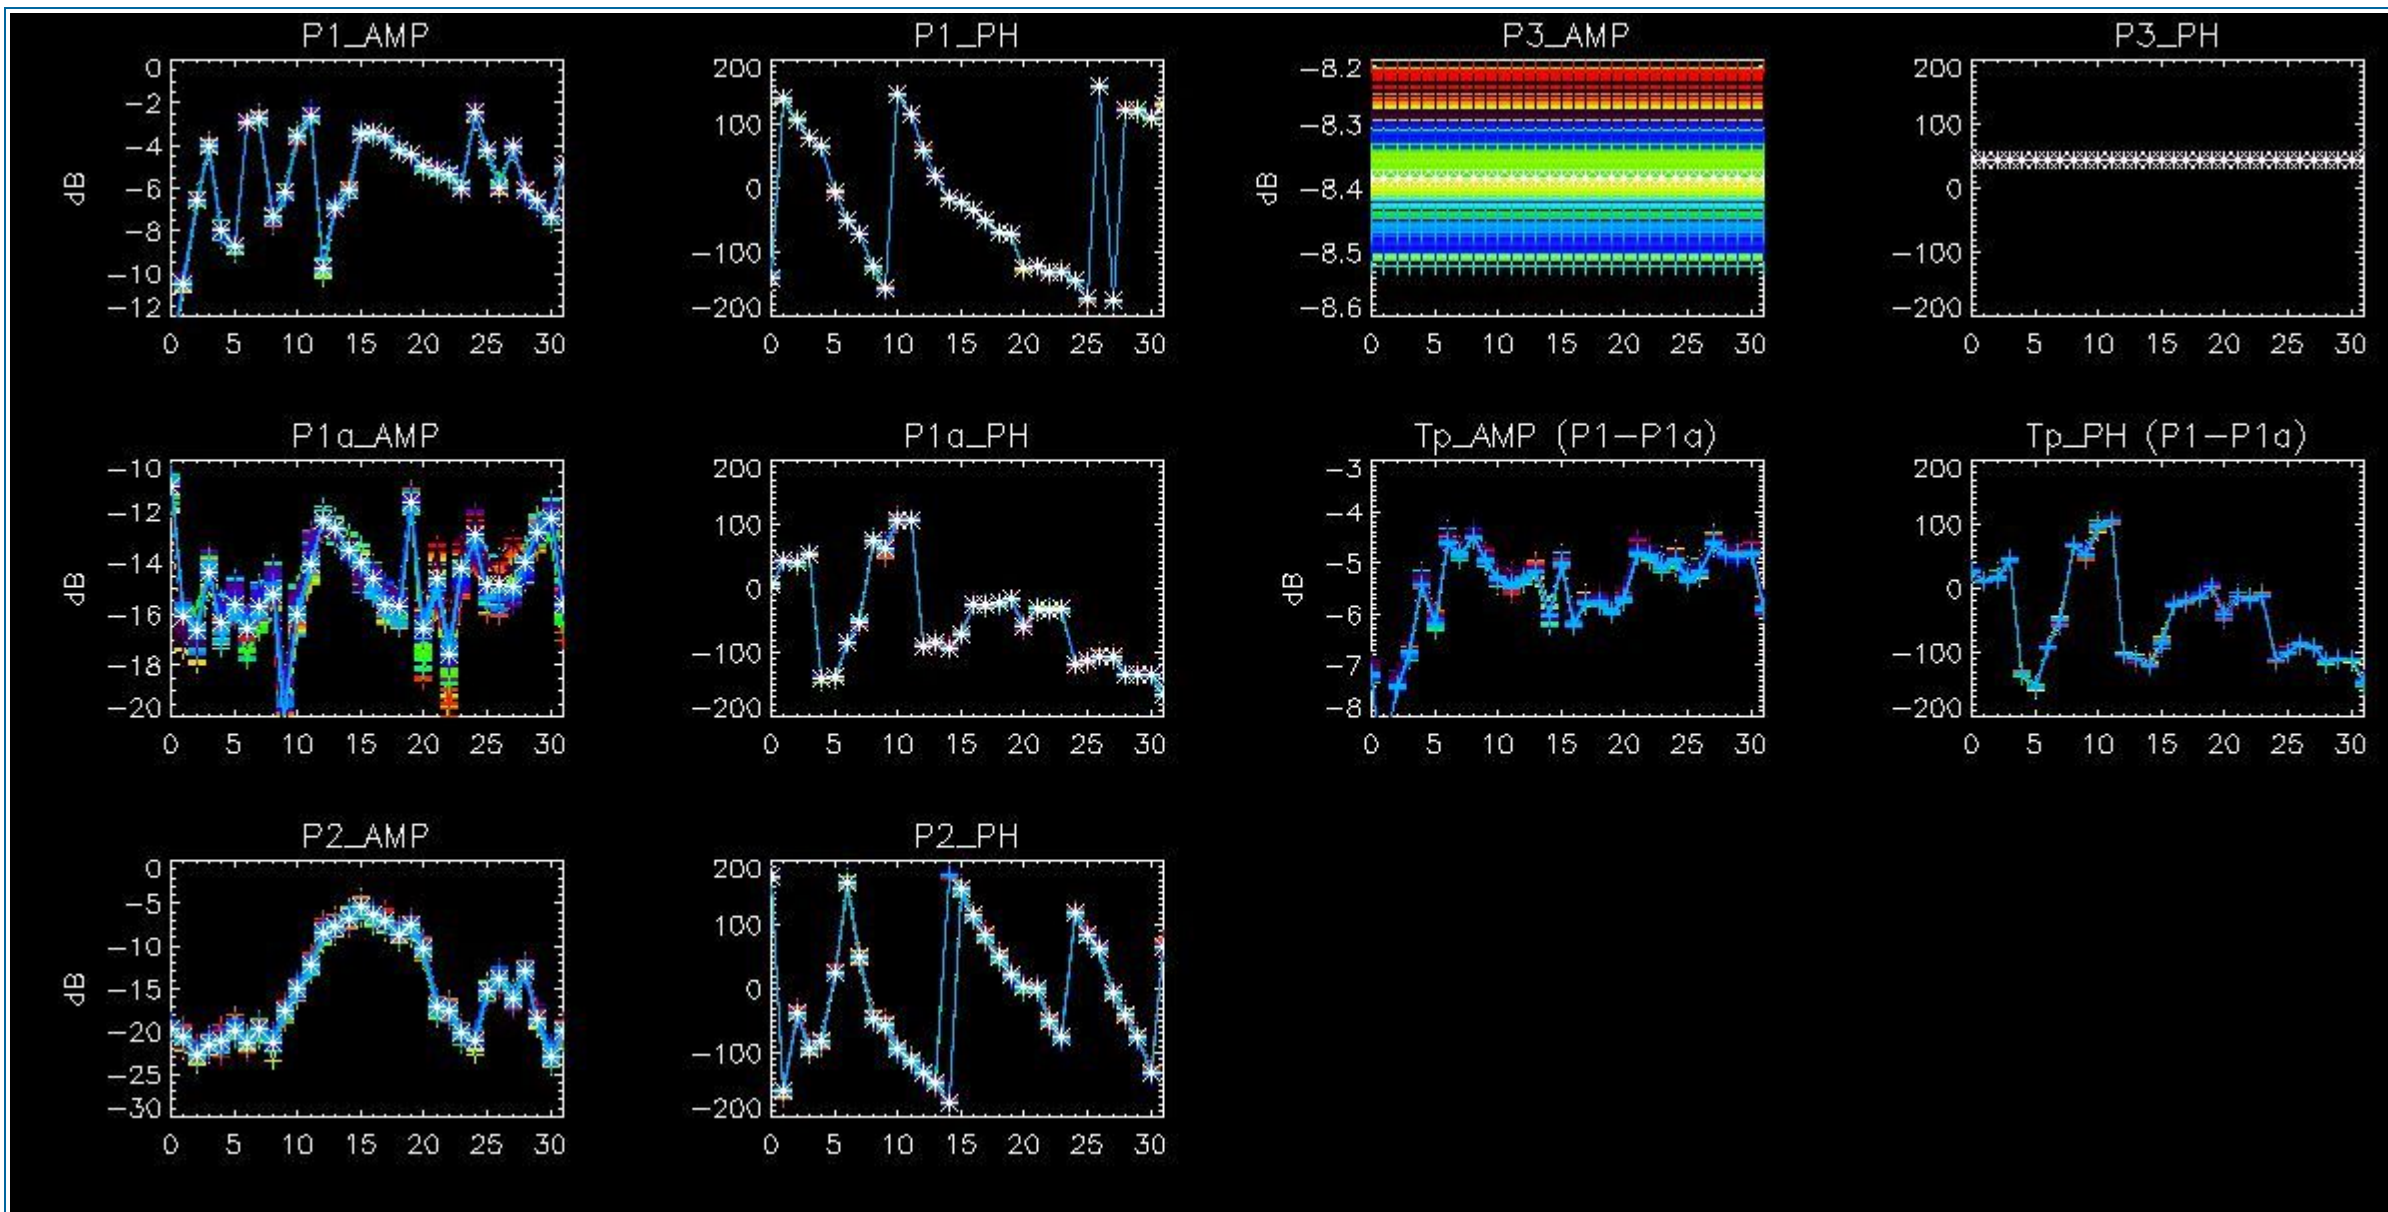 P1_AMP
dB
0
−2
−4
−6
−8
−10
−12
0 5 10 15 20 25 30
P1_PH
200
100
0
−100
−200
0 5 10 15 20 25 30
P3_AMP
dB
−8.2
−8.3
−8.4
−8.5
−8.6
0 5 10 15 20 25 30
P3_PH
200
100
0
−100
−200
0 5 10 15 20 25 30
P1a_AMP
dB
−10
−12
−14
−16
−18
−20
0 5 10 15 20 25 30
P1a_PH
200
100
0
−100
−200
0 5 10 15 20 25 30
Tp_AMP (P1−P1a)
dB
−3
−4
−5
−6
−7
−8
0 5 10 15 20 25 30
Tp_PH (P1−P1a)
200
100
0
−100
−200
0 5 10 15 20 25 30
P2_AMP
dB
0
−5
−10
−15
−20
−25
−30
0 5 10 15 20 25 30
P2_PH
200
100
0
−100
−200
0 5 10 15 20 25 30